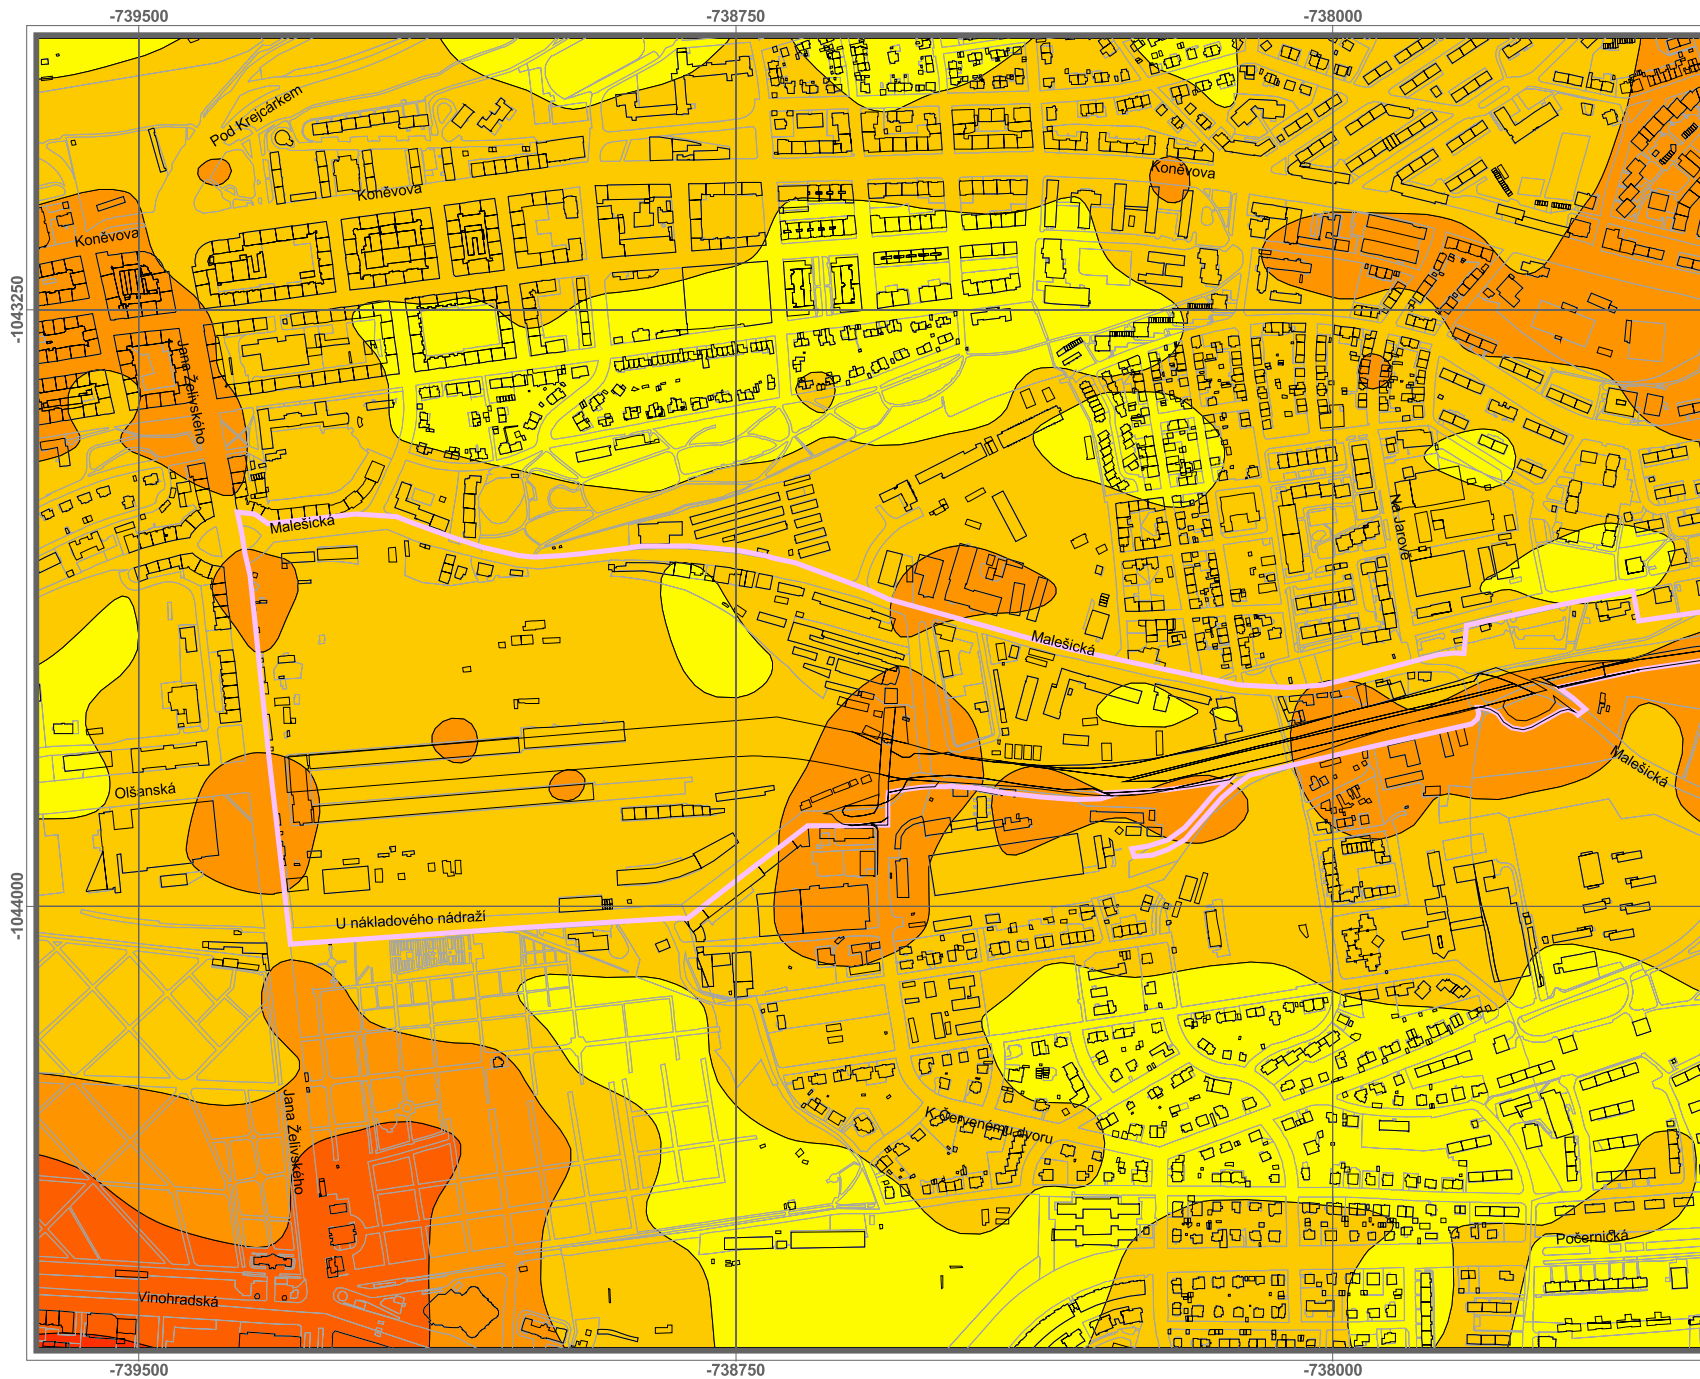 -739500
-738750
-738000
Pod Krejcárkem
Koněvova
Koněvova
Koněvova
-1043250
Jana Želivského
Na Jarově
Malešická
Malešická
Malešická
Olšanská
-1044000
U nákladového nádraží
K Červenému dvoru
Jana Želivského
Počernická
Vinohradská
-739500
-738750
-738000